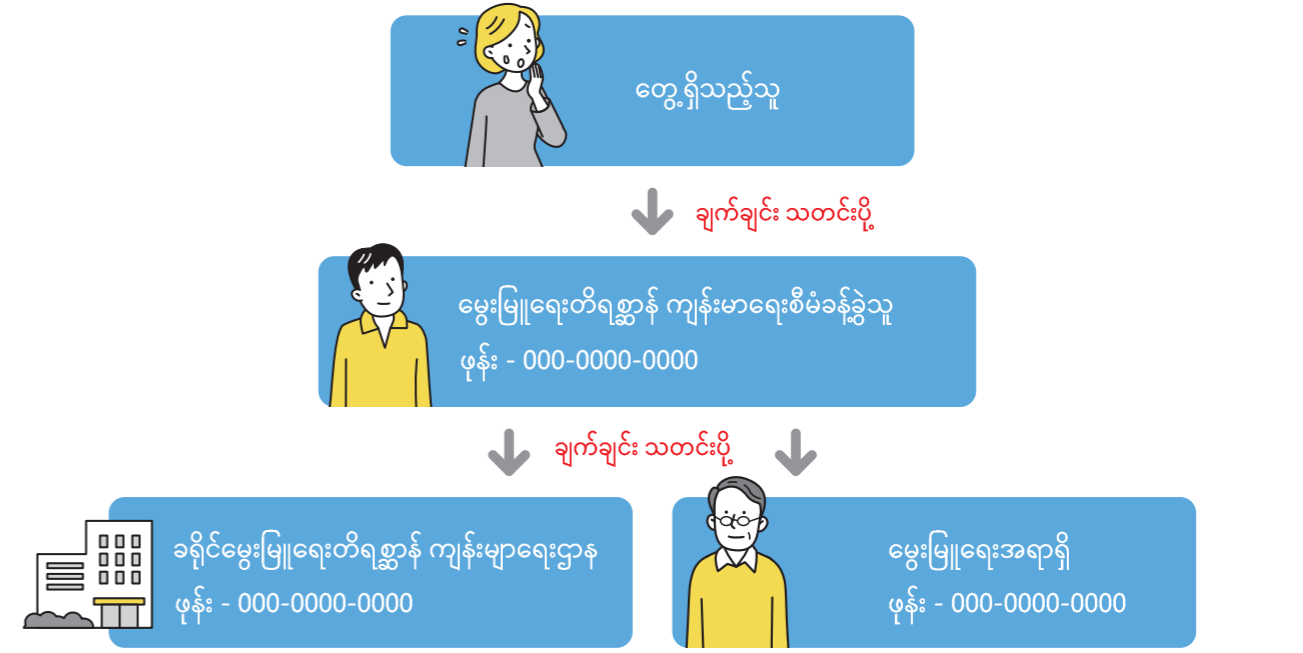 တွေ့ရှိသည့်သူ
ချက်ချင်း သတင်းပို့
မွေးမြူရေးတိရစ္ဆာန် ကျန်းမာရေးစီမံခန့်ခွဲသူ
ဖုန်း - 000-0000-0000
ချက်ချင်း သတင်းပို့
ခရိုင်မွေးမြူရေးတိရစ္ဆာန် ကျန်းမျာရေးဌာန
ဖုန်း - 000-0000-0000
မွေးမြူရေးအရာရှိ
ဖုန်း - 000-0000-0000